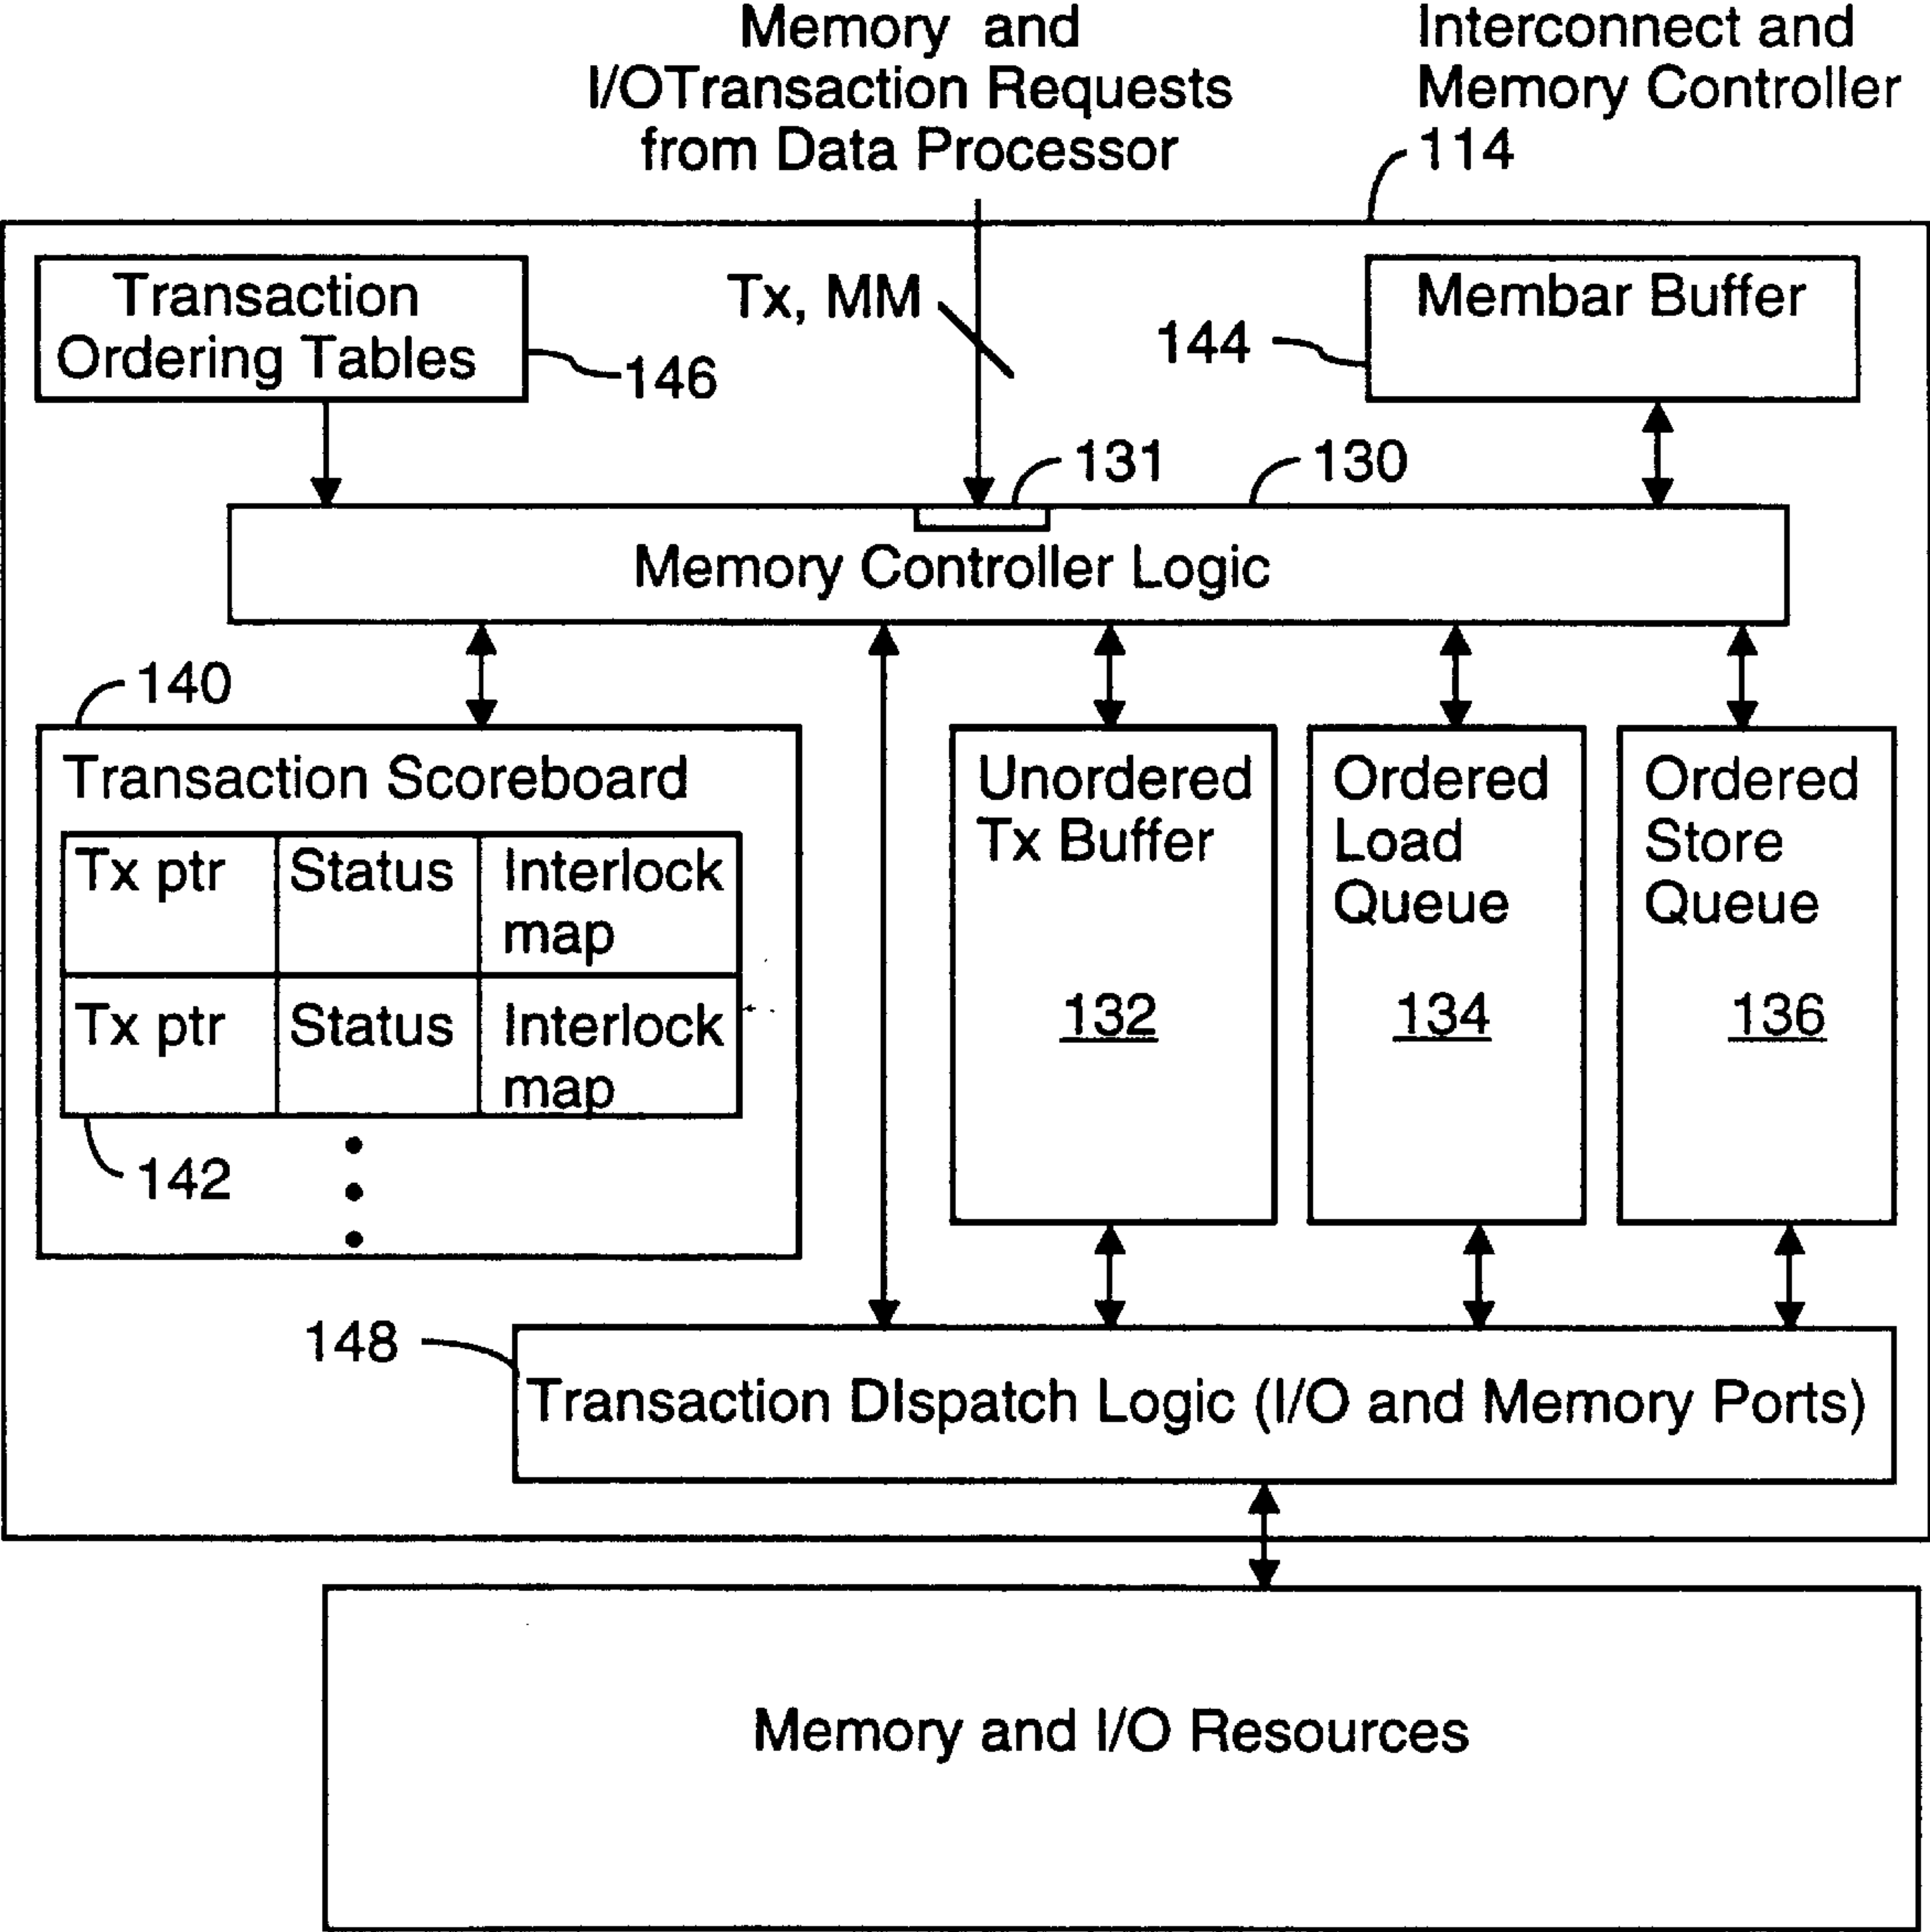 Memory and
I/OTransaction Requests
from Data Processor
Interconnect and
Memory Controller
114
Transaction
Ordering Tables
146
Tx, MM
Membar Buffer
144
131
130
Memory Controller Logic
140
Transaction Scoreboard
Tx ptr
Status
Interlock
map
Tx ptr
Status
Interlock
map
142
Unordered
Tx Buffer
132
Ordered
Load
Queue
134
Ordered
Store
Queue
136
148
Transaction DIspatch Logic (I/O and Memory Ports)
Memory and I/O Resources